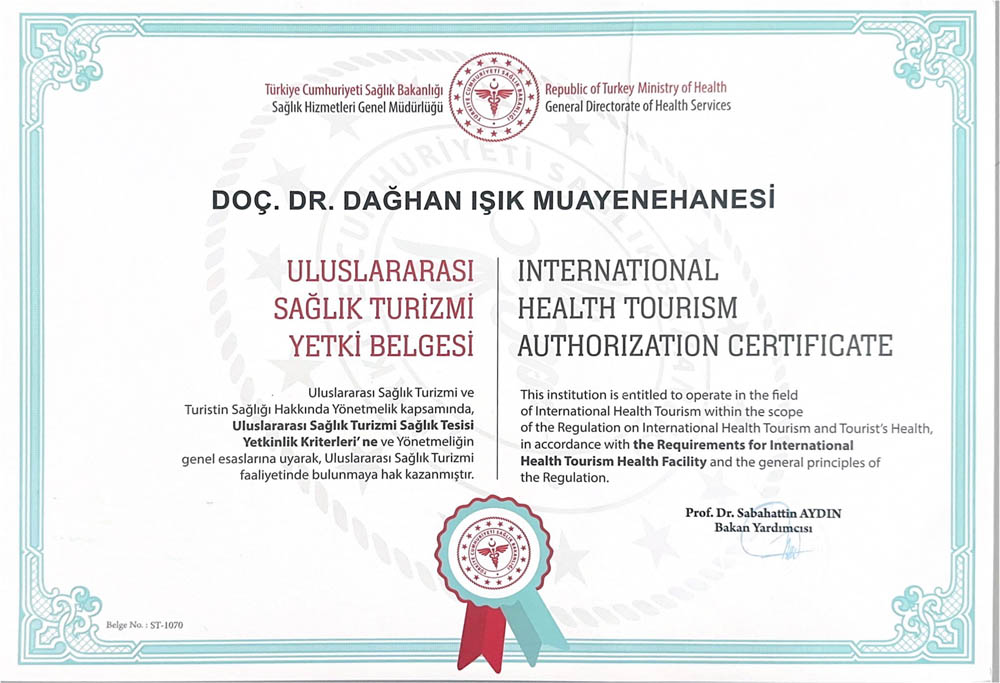 Türkiye Cumhuriyeti Sağlık Bakanlığı
Sağlık Hizmetleri Genel Müdürlüğü
Republic of Turkey Ministry of Health
General Directorate of Health Services
DOÇ. DR. DAĞHAN IŞIK MUAYENEHANESİ
ULUSLARARASI
SAĞLIK TURİZMİ
YETKİ BELGESİ
Uluslararası Sağlık Turizmi ve
Turistin Sağlığı Hakkında Yönetmelik kapsamında,
Uluslararası Sağlık Turizmi Sağlık Tesisi
Yetkinlik Kriterleri' ne ve Yönetmeliğin
genel esaslarına uyarak, Uluslararası Sağlık Turizmi
faaliyetinde bulunmaya hak kazanmıştır.
INTERNATIONAL
HEALTH TOURISM
AUTHORIZATION CERTIFICATE
This institution is entitled to operate in the field
of International Health Tourism within the scope
of the Regulation on International Health Tourism and Tourist's Health,
in accordance with the Requirements for International
Health Tourism Health Facility and the general principles of
the Regulation.
Prof. Dr. Sabahattin AYDIN
Bakan Yardımcısı
TÜRKİYE CUMHURİYETİ SAĞLIK BAKANLIĞI
Belge No. : ST-1070